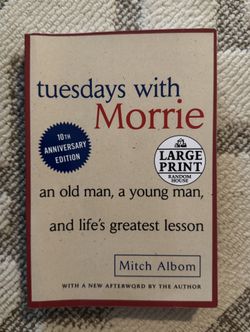 tuesdays with
Morrie
10TH
ANNIVERSARY
EDITION
LARGE
PRINT
RANDOM
HOUSE
an old man, a young man,
and life's greatest lesson
Mitch Albom
WITH A NEW AFTERWORD BY THE AUTHOR